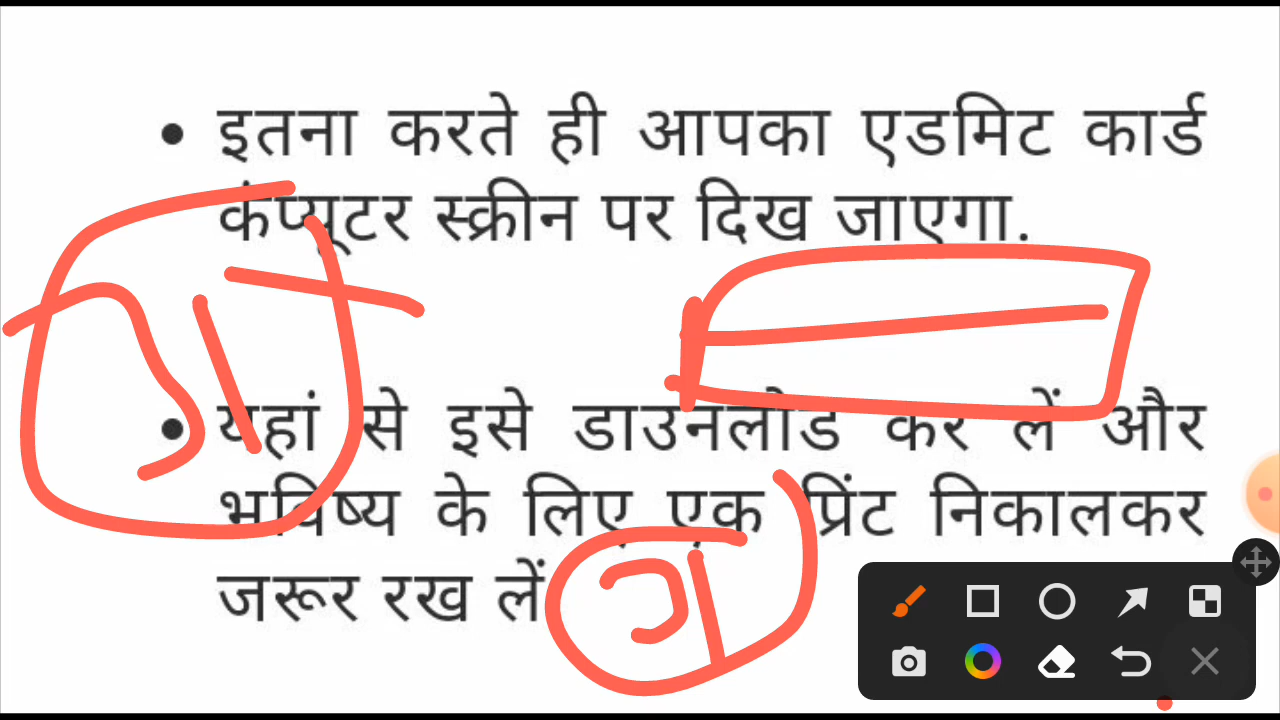 • इतना करते ही आपका एडमिट कार्ड
कंप्यूटर स्क्रीन पर दिख जाएगा.
• यहां से इसे डाउनलोड कर लें और
भविष्य के लिए एक प्रिंट निकालकर
जरूर रख लें